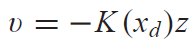 υ = −K(x_d)z